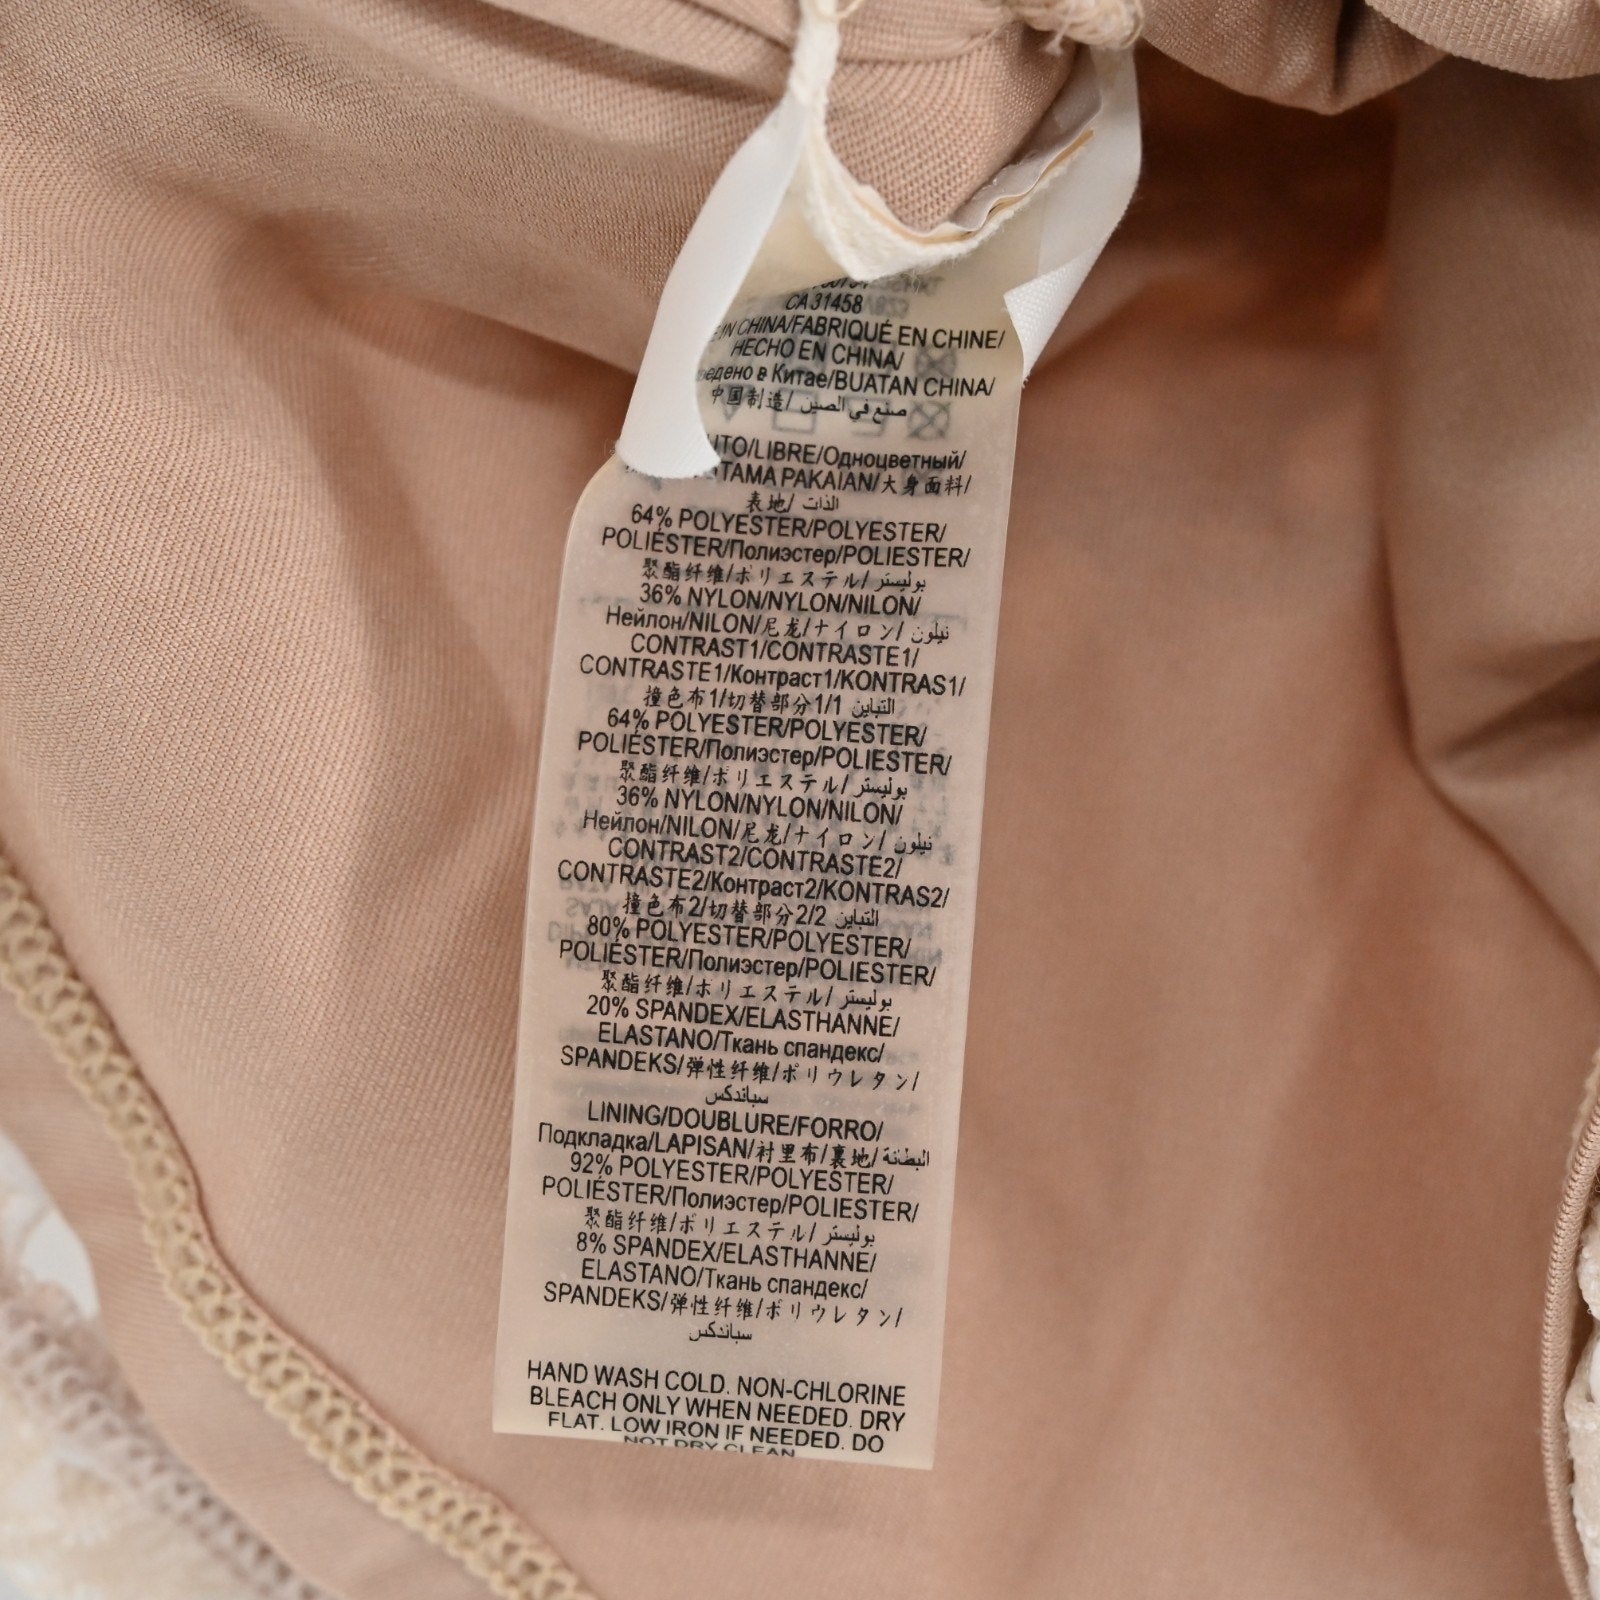 CA 31458
IN CHINA/FABRIQUÉ EN CHINE/
HECHO EN CHINA/
в Китае/BUATAN CHINA/
中国制造/ صنع في الصين
/LIBRE/Одноцветный/
PAKAIAN/大身面料/
表地/ الذات
64% POLYESTER/POLYESTER/
POLIÉSTER/Полиэстер/POLIESTER/
聚酯纤维/ポリエステル/ بوليستر
36% NYLON/NYLON/NILON/
Нейлон/NILON/尼龙/ナイロン/ نيلون
CONTRAST1/CONTRASTE1/
CONTRASTE1/Контраст1/KONTRAS1/
撞色布1/切替部分1/1 التباين
64% POLYESTER/POLYESTER/
POLIÉSTER/Полиэстер/POLIESTER/
聚酯纤维/ポリエステル/ بوليستر
36% NYLON/NYLON/NILON/
Нейлон/NILON/尼龙/ナイロン/ نيلون
CONTRAST2/CONTRASTE2/
CONTRASTE2/Контраст2/KONTRAS2/
撞色布2/切替部分2/2 التباين
80% POLYESTER/POLYESTER/
POLIÉSTER/Полиэстер/POLIESTER/
聚酯纤维/ポリエステル/ بوليستر
20% SPANDEX/ELASTHANNE/
ELASTANO/Ткань спандекс/
SPANDEKS/弹性纤维/ポリウレタン/
سباندكس
LINING/DOUBLURE/FORRO/
Подкладка/LAPISAN/衬里布/裏地/ البطانة
92% POLYESTER/POLYESTER/
POLIÉSTER/Полиэстер/POLIESTER/
聚酯纤维/ポリエステル/ بوليستر
8% SPANDEX/ELASTHANNE/
ELASTANO/Ткань спандекс/
SPANDEKS/弹性纤维/ポリウレタン/
سباندكس
HAND WASH COLD. NON-CHLORINE
BLEACH ONLY WHEN NEEDED. DRY
FLAT. LOW IRON IF NEEDED. DO
NOT DRY CLEAN